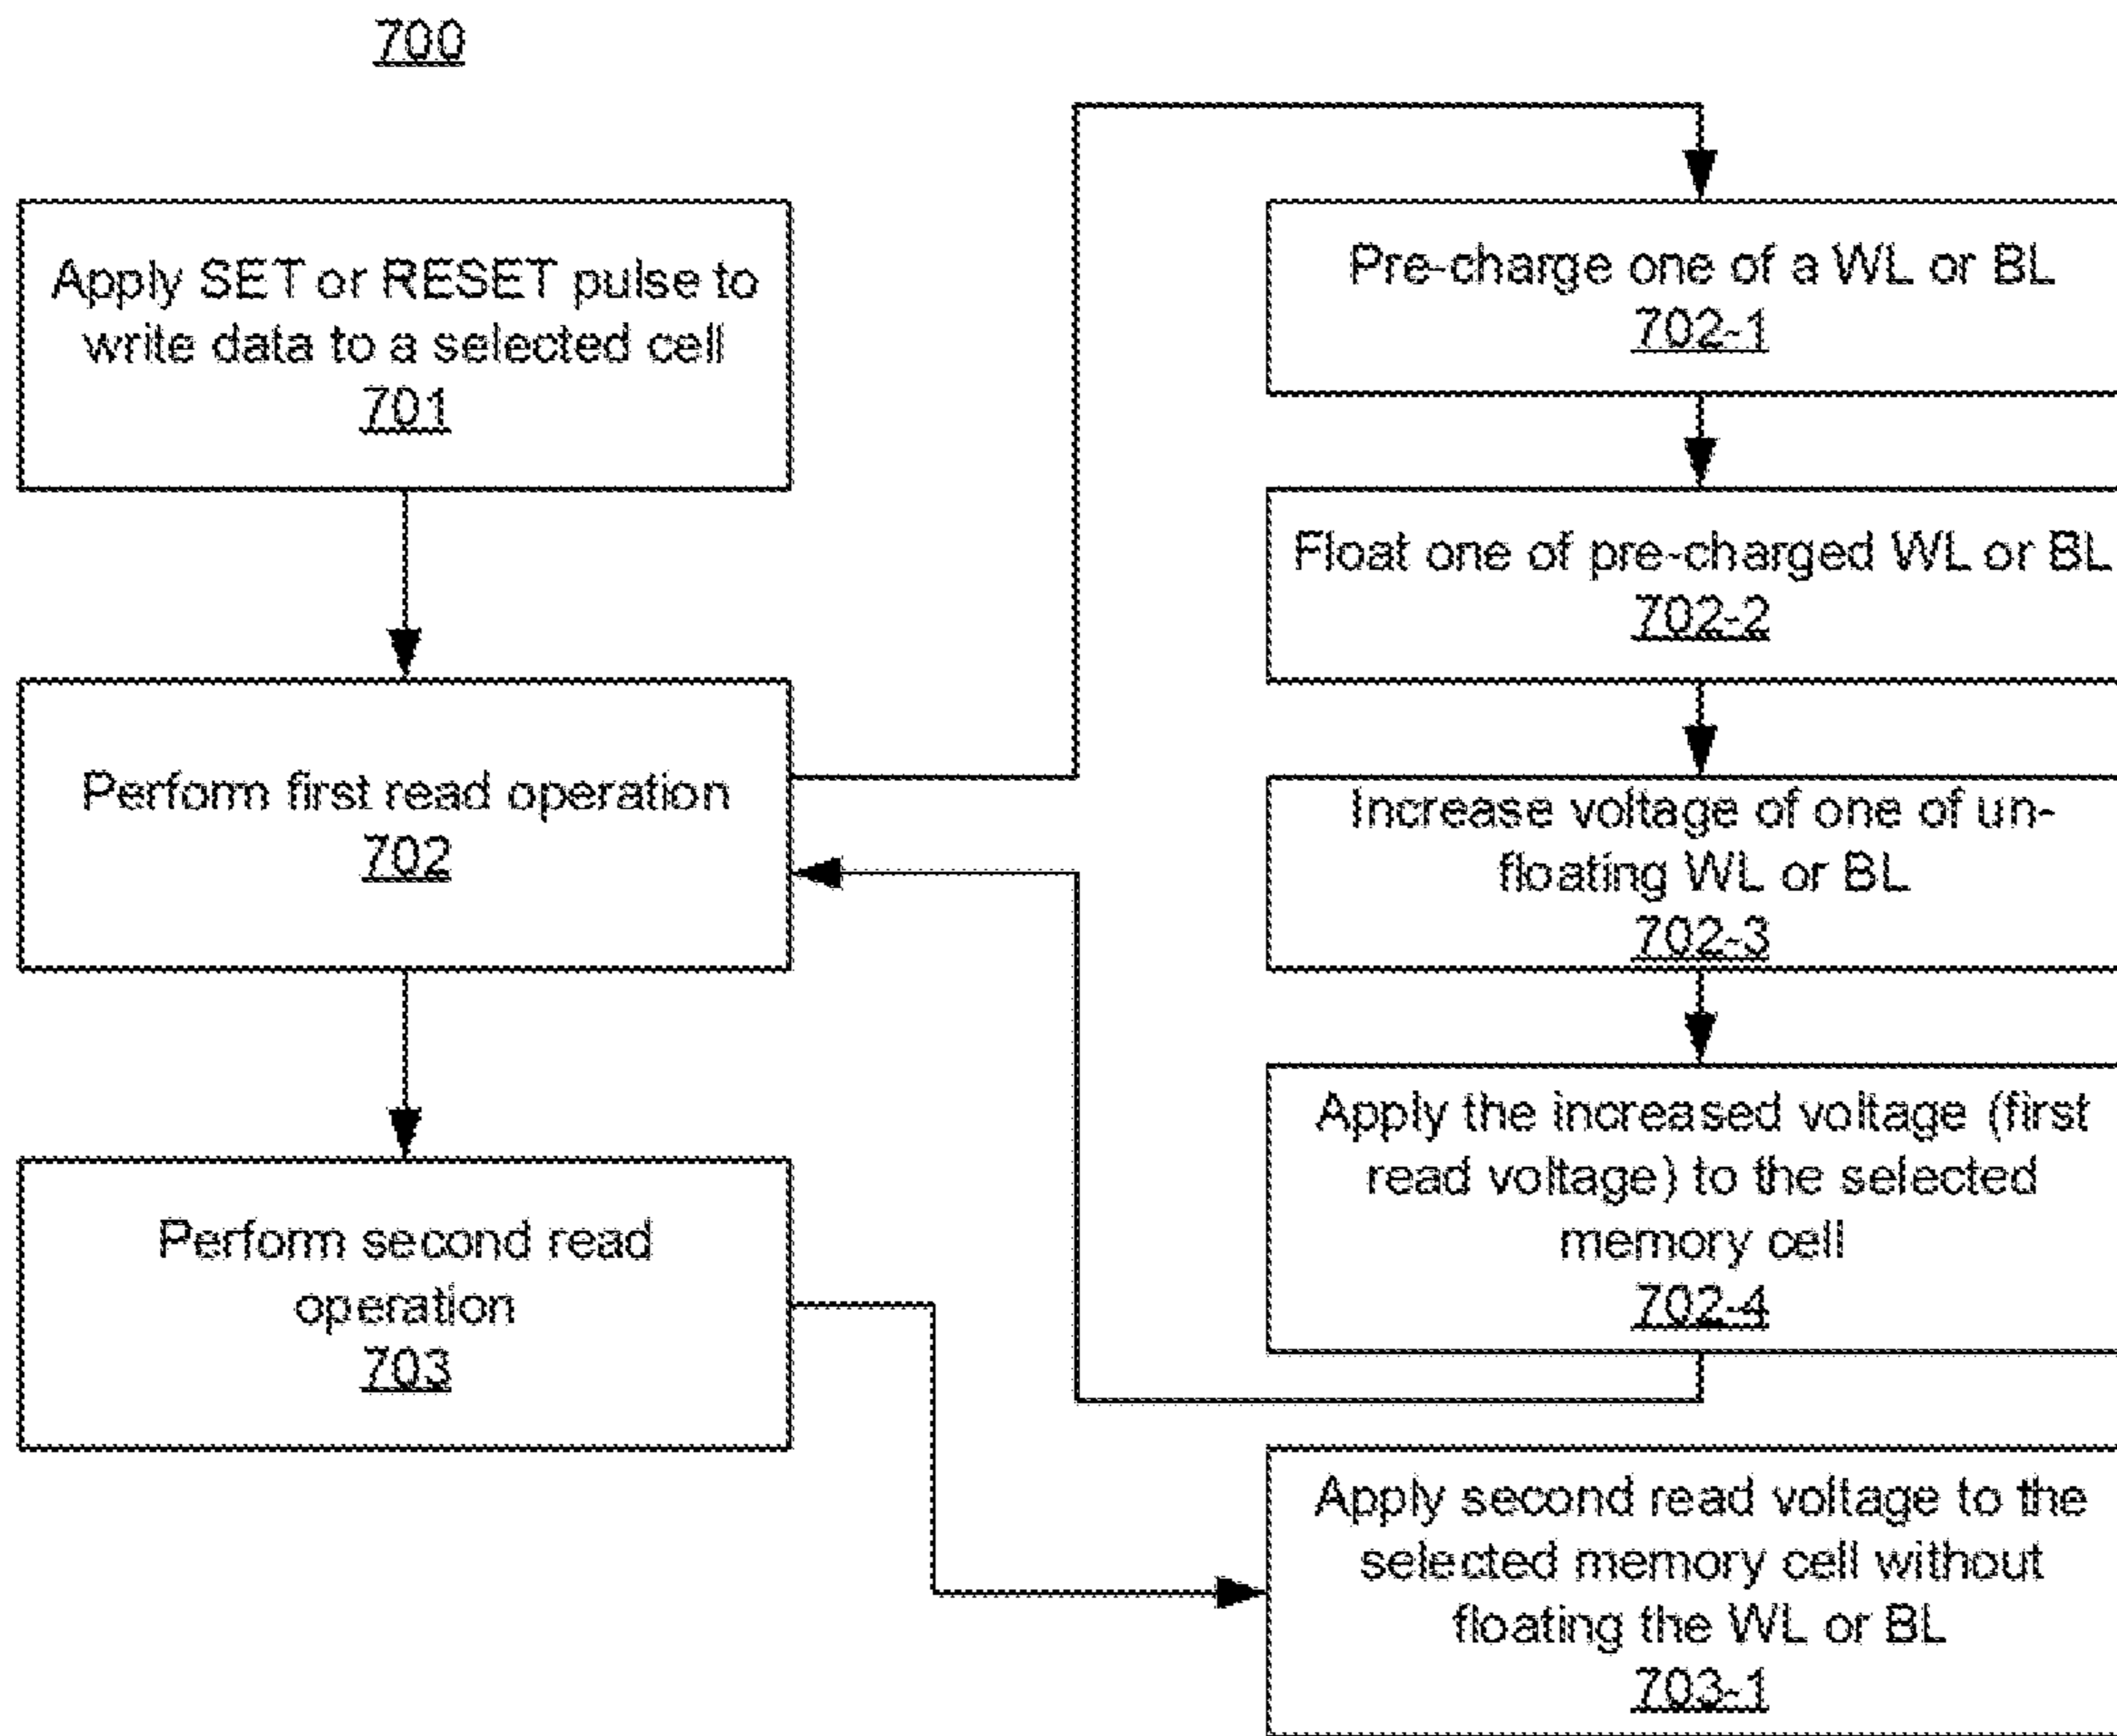 700
Apply SET or RESET pulse to
write data to a selected cell
701
Perform first read operation
702
Perform second read
operation
703
Pre-charge one of a WL or BL
702-1
Float one of pre-charged WL or BL
702-2
Increase voltage of one of un-
floating WL or BL
702-3
Apply the increased voltage (first
read voltage) to the selected
memory cell
702-4
Apply second read voltage to the
selected memory cell without
floating the WL or BL
703-1